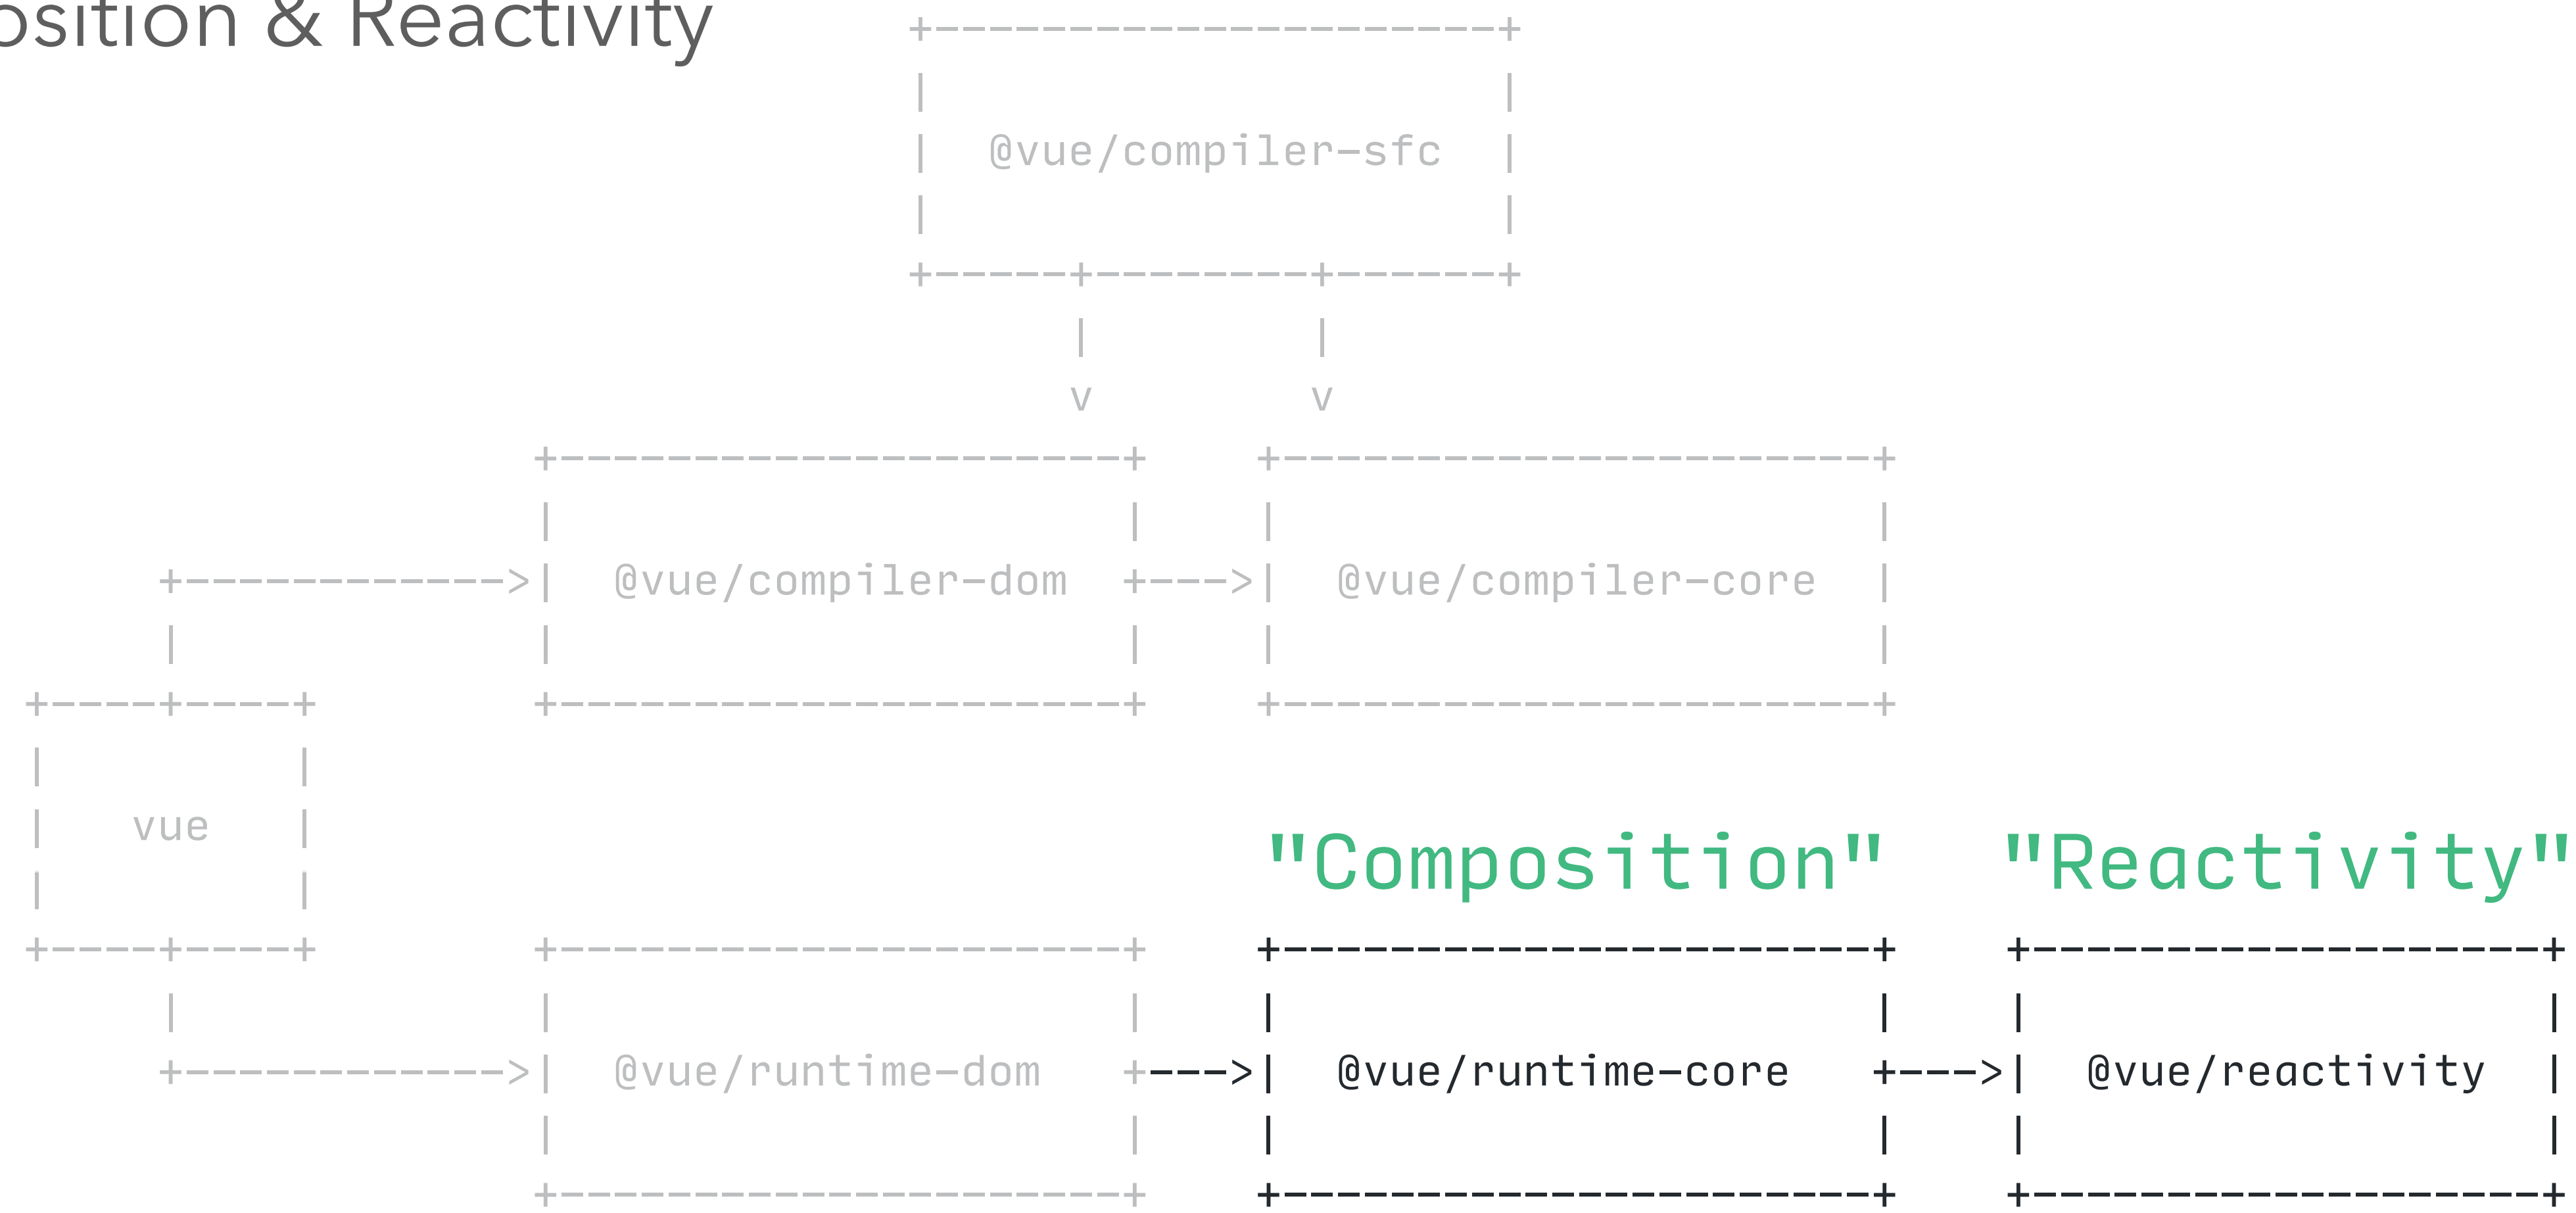 osition & Reactivity
@vue/compiler-sfc
@vue/compiler-dom
@vue/compiler-core
vue
"Composition"
"Reactivity"
@vue/runtime-dom
@vue/runtime-core
@vue/reactivity